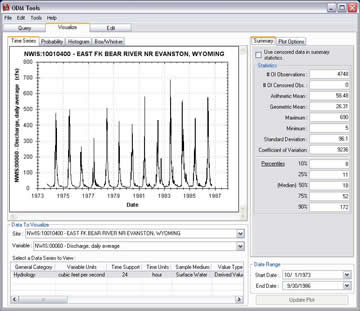 ODM Tools
File Edit Tools Help
Query Visualize Edit
Time Series Probability Histogram Box/Whisker
NWIS:10010400 - EAST FK BEAR RIVER NR EVANSTON, WYOMING
NWIS:00060 - Discharge, daily average (cfs)
800
700
600
500
400
300
200
100
0
1973 1975 1977 1979 1981 1983 1985 1987
Date
Summary Plot Options
Use censored data in summary statistics.
Statistics
# Of Observations : 4748
# Of Censored Obs. : 0
Arithmetic Mean : 58.48
Geometric Mean : 26.31
Maximum : 690
Minimum : 5
Standard Deviation : 96.1
Coefficient of Variation : 9236
Percentiles 10% 8
25% 11
(Median) 50% 18
75% 52
90% 172
Data To Visualize
Site : NWIS:10010400 - EAST FK BEAR RIVER NR EVANSTON, WYOMING
Variable : NWIS:00060 - Discharge, daily average
Select a Data Series to View :
General Category Variable Units Time Support Time Units Sample Medium Value Type
Hydrology cubic feet per second 24 hour Surface Water Derived Value
Date Range
Start Date : 10/ 1/1973
End Date : 9/30/1986
Update Plot